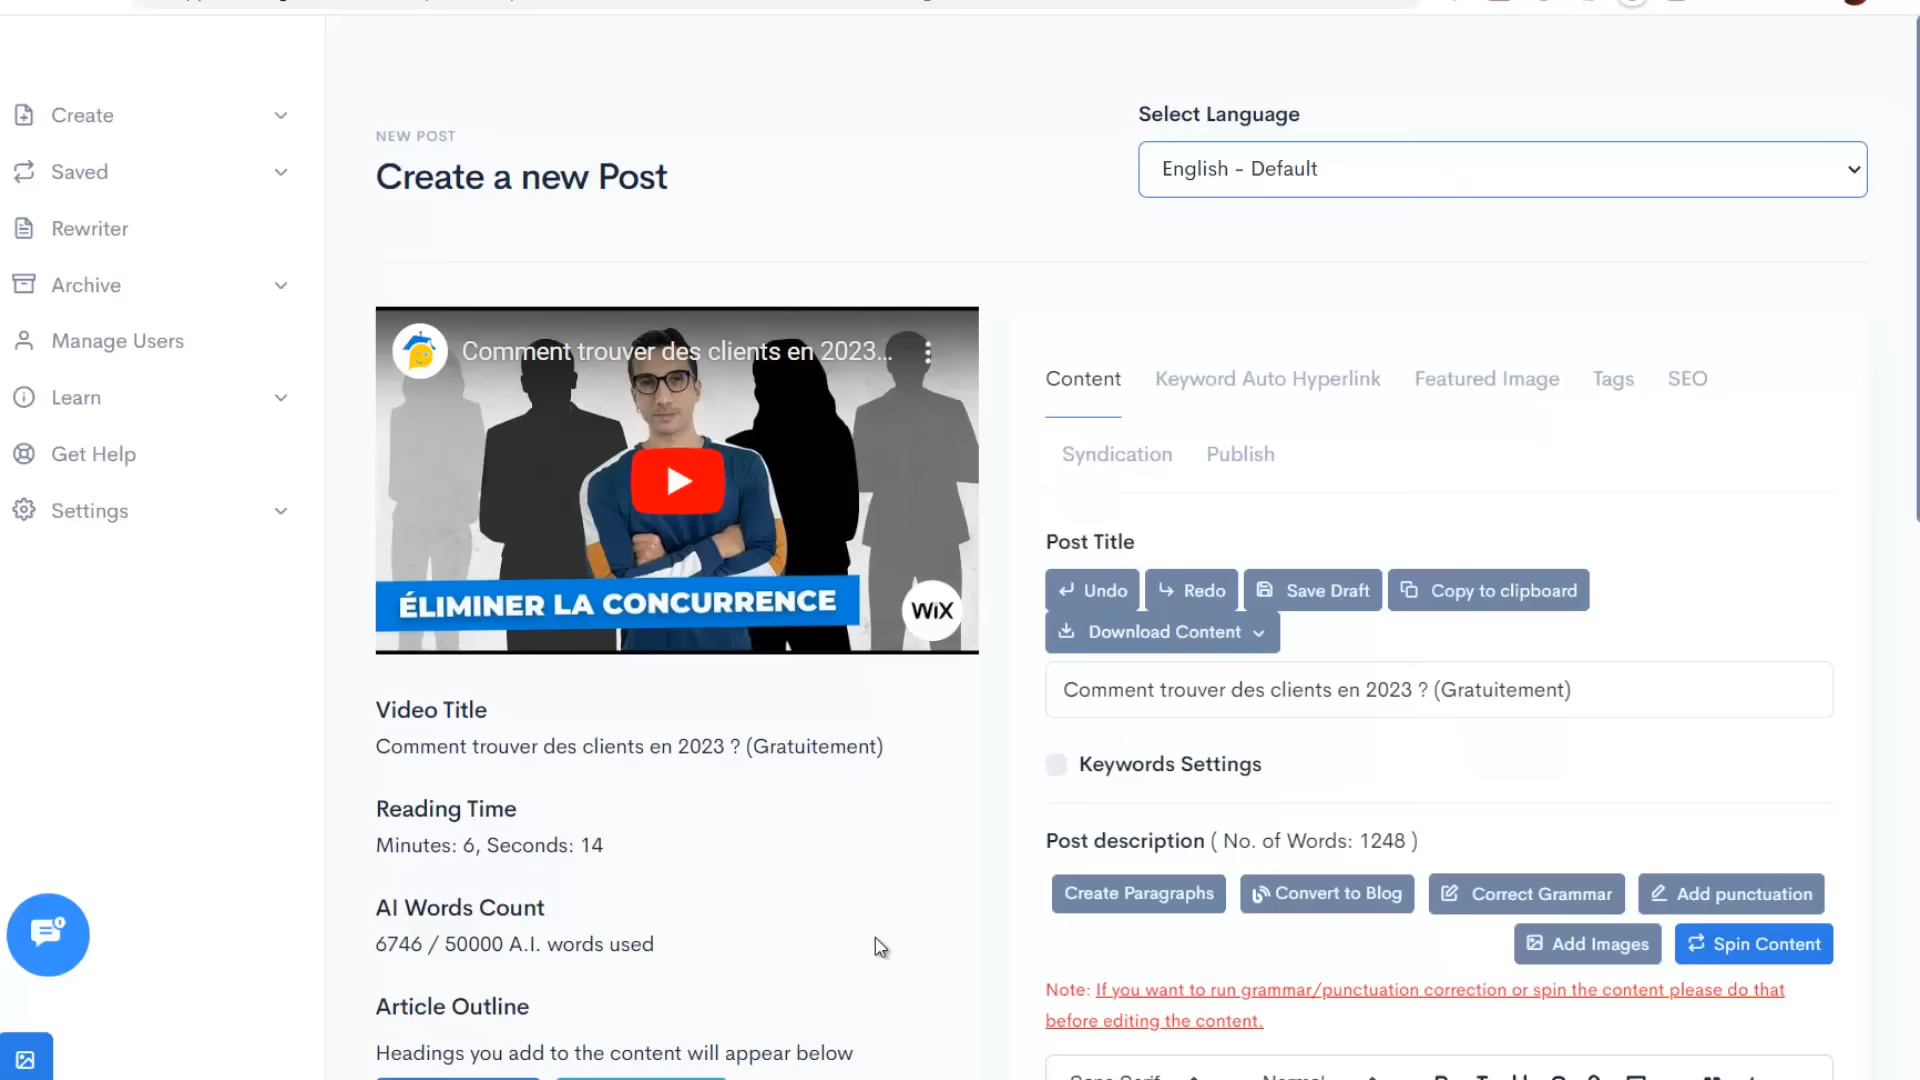 Create
Saved
Rewriter
Archive
Manage Users
Learn
Get Help
Settings
NEW POST
Create a new Post
Select Language
English - Default
Comment trouver des clients en 2023...
ÉLIMINER LA CONCURRENCE
WiX
Video Title
Comment trouver des clients en 2023 ? (Gratuitement)
Reading Time
Minutes: 6, Seconds: 14
AI Words Count
6746 / 50000 A.I. words used
Article Outline
Headings you add to the content will appear below
Content Keyword Auto Hyperlink Featured Image Tags SEO
Syndication Publish
Post Title
Undo Redo Save Draft Copy to clipboard
Download Content
Comment trouver des clients en 2023 ? (Gratuitement)
Keywords Settings
Post description ( No. of Words: 1248 )
Create Paragraphs Convert to Blog Correct Grammar Add punctuation
Add Images Spin Content
Note: If you want to run grammar/punctuation correction or spin the content please do that
before editing the content.
Sans Serif Normal